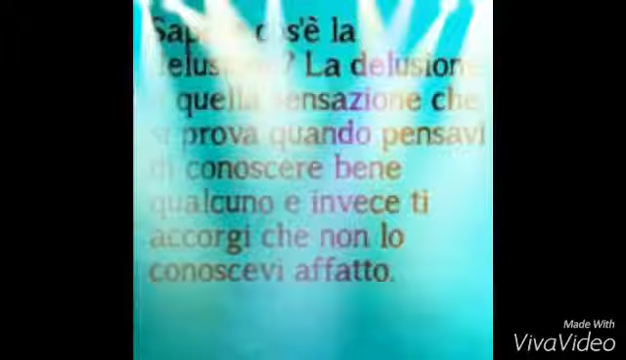 cos'è la
delusione? La delusione
è quella sensazione che
si prova quando pensavi
di conoscere bene
qualcuno e invece ti
accorgi che non lo
conoscevi affatto.
Made With
VivaVideo